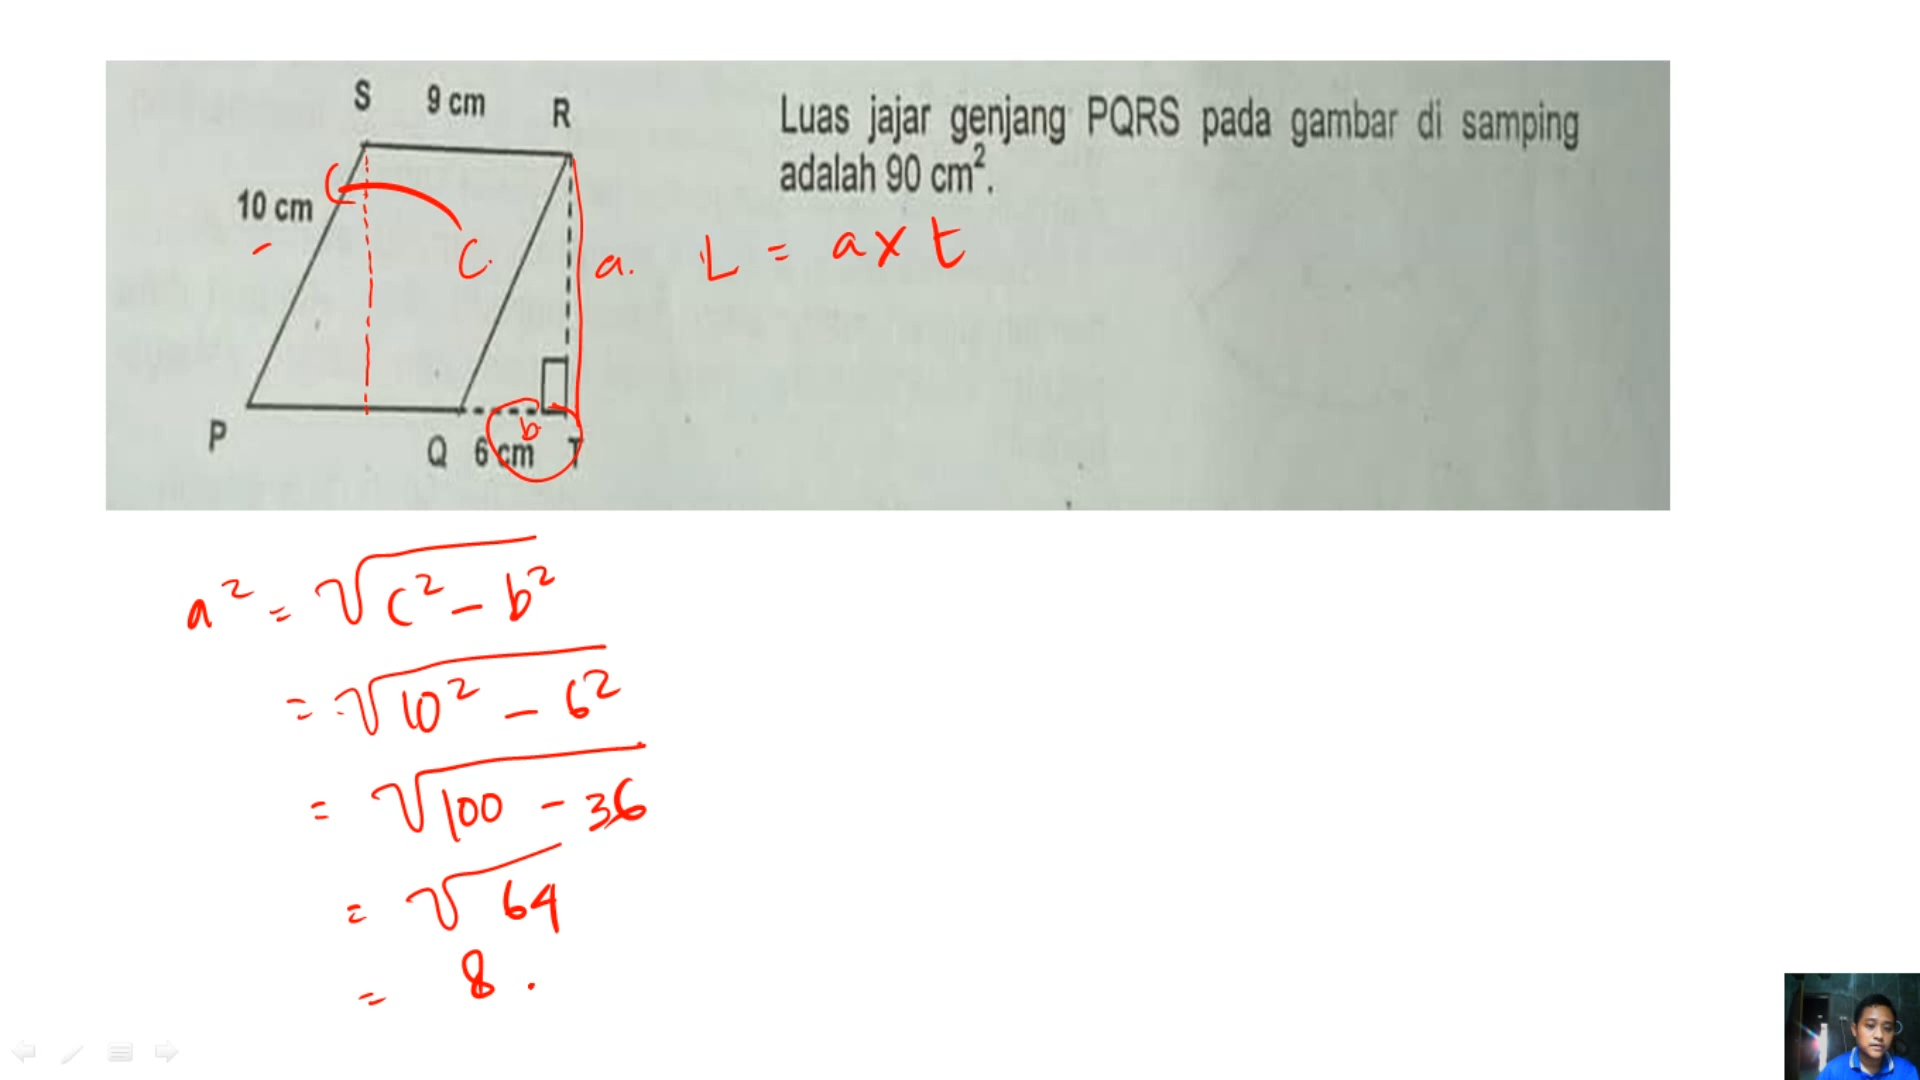 S 9 cm R
Luas jajar genjang PQRS pada gambar di samping
adalah 90 cm².
10 cm
c. a. L = a x t
b
P Q 6 cm T
a² = √c² - b²
= √10² - 6²
= √100 - 36
= √64
= 8.